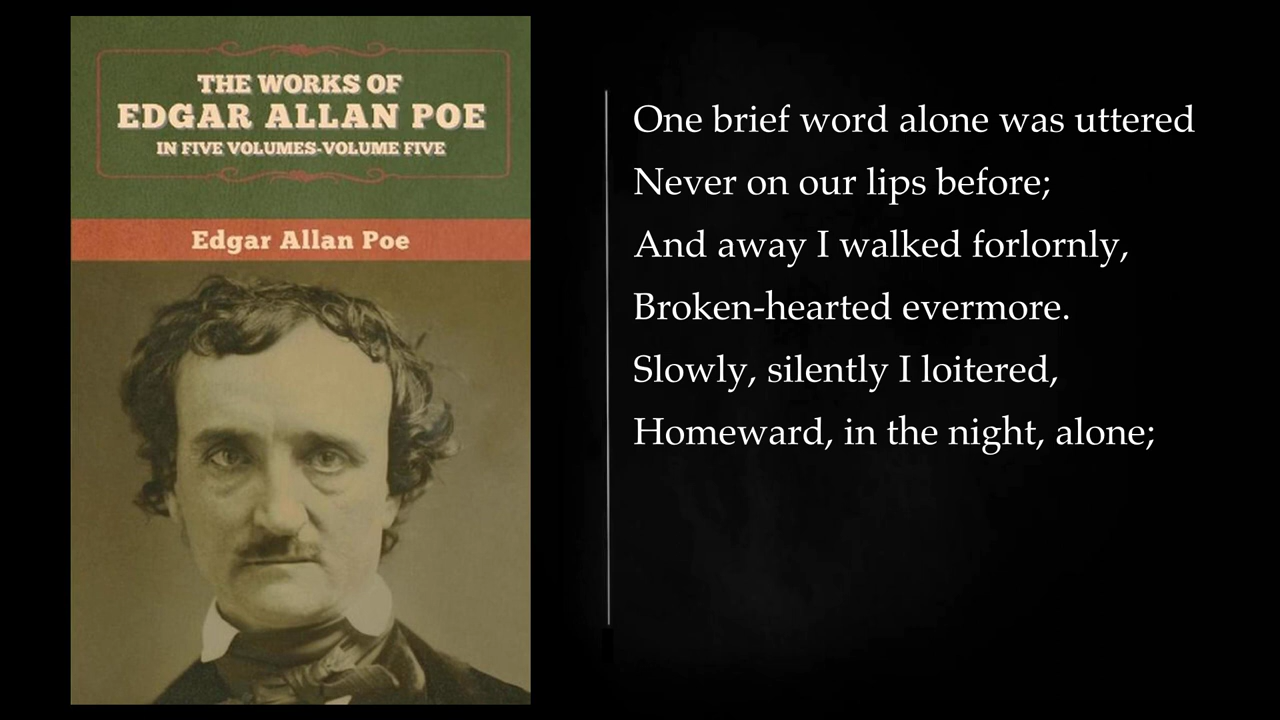 THE WORKS OF
EDGAR ALLAN POE
IN FIVE VOLUMES-VOLUME FIVE
Edgar Allan Poe
One brief word alone was uttered
Never on our lips before;
And away I walked forlornly,
Broken-hearted evermore.
Slowly, silently I loitered,
Homeward, in the night, alone;